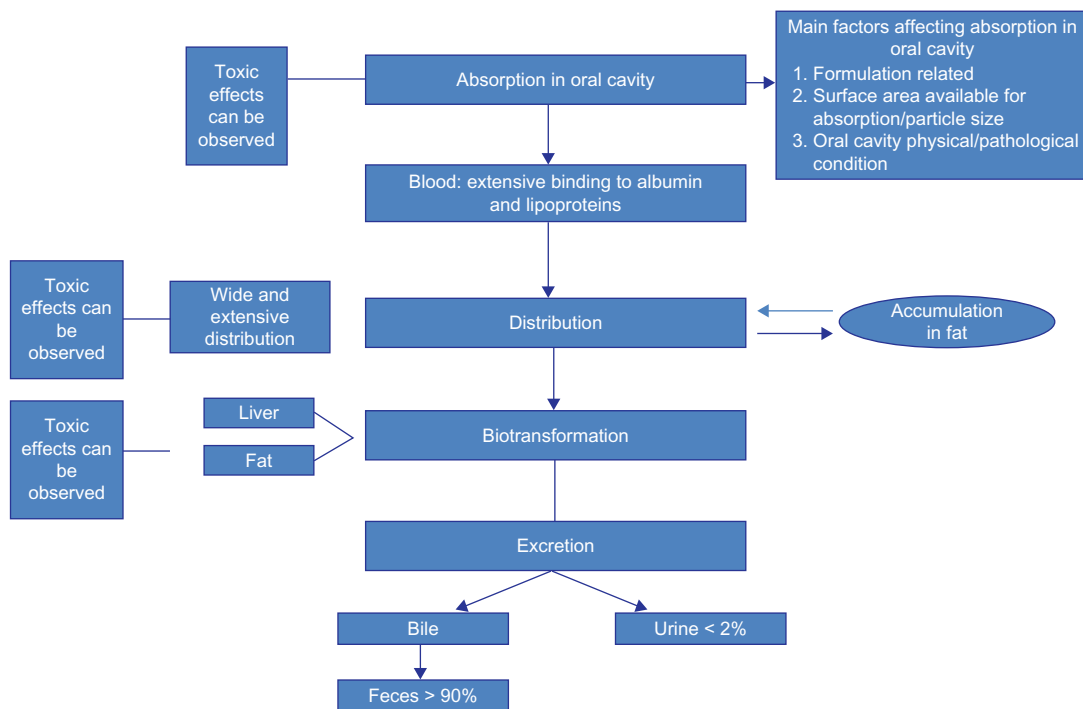 Toxic
effects
can be
observed
Absorption in oral cavity
Main factors affecting absorption in
oral cavity
1. Formulation related
2. Surface area available for
absorption/particle size
3. Oral cavity physical/pathological
condition
Blood: extensive binding to albumin
and lipoproteins
Toxic
effects can
be
observed
Wide and
extensive
distribution
Distribution
Accumulation
in fat
Toxic
effects can
be
observed
Liver
Fat
Biotransformation
Excretion
Bile
Urine < 2%
Feces > 90%